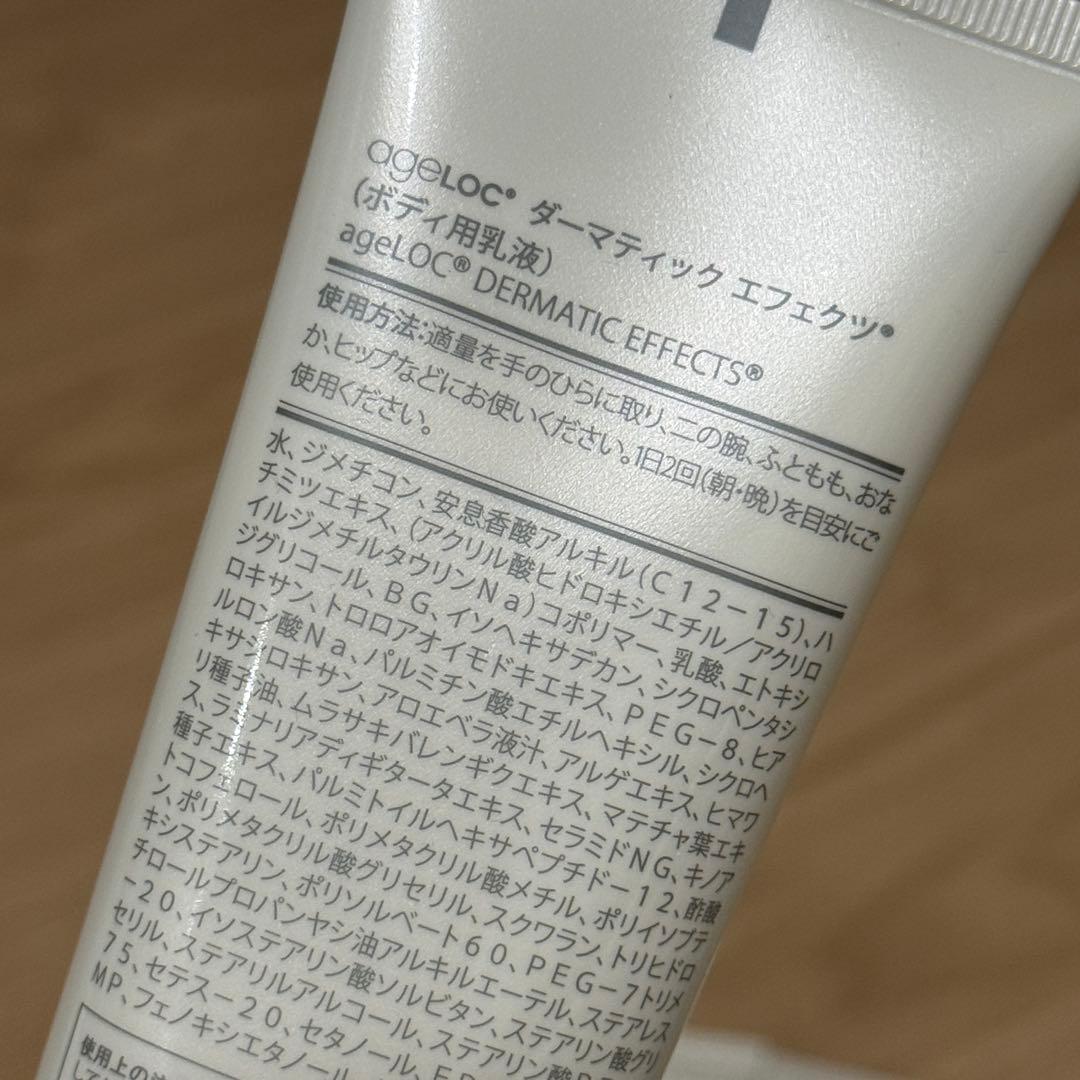 ageLOC® ダーマティック エフェクツ®
(ボディ用乳液)
ageLOC® DERMATIC EFFECTS®
使用方法:適量を手のひらに取り、二の腕、ふともも、おな
か、ヒップなどにお使いください。1日2回(朝・晩)を目安にご
使用ください。
水、ジメチコン、安息香酸アルキル(C12-15)、ハ
チミツエキス、(アクリル酸ヒドロキシエチル/アクリロ
イルジメチルタウリンNa)コポリマー、乳酸、エトキシ
ジグリコール、BG、イソヘキサデカン、シクロペンタシ
ロキサン、トロロアオイモドキエキス、PEG-8、ヒア
ルロン酸Na、パルミチン酸エチルヘキシル、シクロヘ
キサシロキサン、アロエベラ液汁、アルゲエキス、ヒマワ
リ種子油、ムラサキバレンギクエキス、マテチャ葉エキ
ス、ラミナリアディギタータエキス、セラミドNG、キノア
種子エキス、パルミトイルヘキサペプチド-12、酢酸
トコフェロール、ポリメタクリル酸メチル、ポリイソブテ
ン、ポリメタクリル酸グリセリル、スクワラン、トリヒドロ
キシステアリン、ポリソルベート60、PEG-7トリメ
チロールプロパンヤシ油アルキルエーテル、ステアレス
-20、イソステアリン酸ソルビタン、ステアリン酸グリ
セリル、ステアリルアルコール、ステアリン酸
75、セテス-20、セタノール、
MP、フェノキシエタノール
使用上の